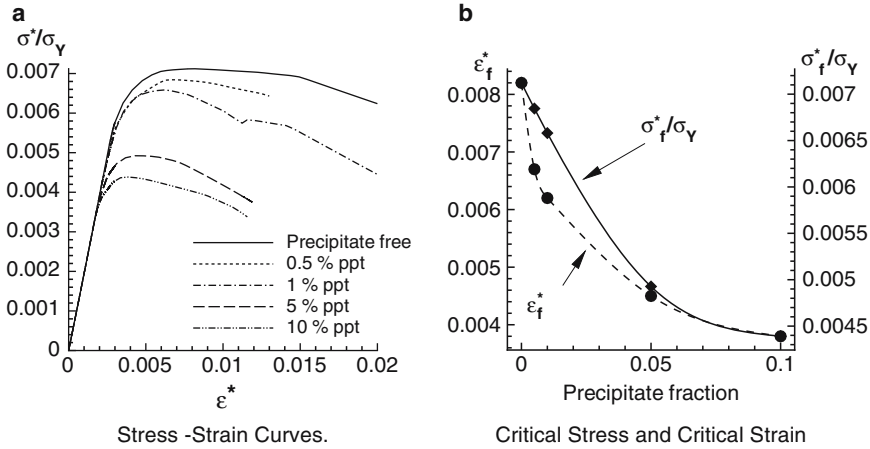 a
σ*/σY
0.007
0.006
0.005
0.004
0.003
0.002
0.001
0
0 0.005 0.01 0.015 0.02
ε*
Precipitate free
0.5 % ppt
1 % ppt
5 % ppt
10 % ppt
Stress -Strain Curves.
b
ε*f
0.008
0.007
0.006
0.005
0.004
σ*f/σY
0.007
0.0065
0.006
0.0055
0.005
0.0045
σ*f/σY
ε*f
0 0.05 0.1
Precipitate fraction
Critical Stress and Critical Strain